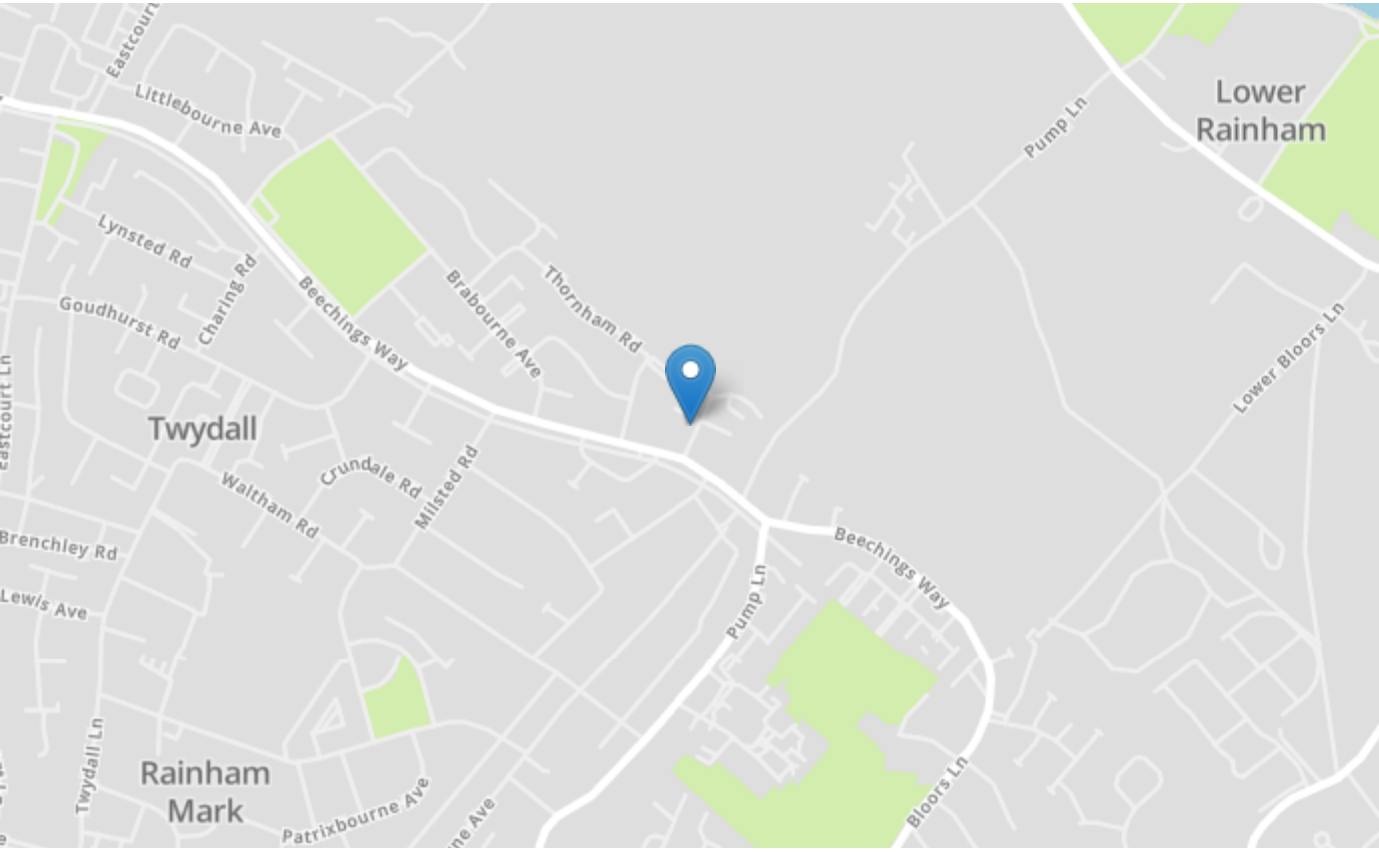 Eastcourt
Littlebourne Ave
Lower
Rainham
Pump Ln
Lynsted Rd
Charing Rd
Goudhurst Rd
Beechings Way
Brabourne Ave
Thornham Rd
Lower Bloors Ln
Eastcourt Ln
Twydall
Crundale Rd
Milsted Rd
Waltham Rd
Brenchley Rd
Beechings Way
Lewis Ave
Pump Ln
Twydall Ln
Rainham
Mark
Patrixbourne Ave
ne Ave
Bloors Ln